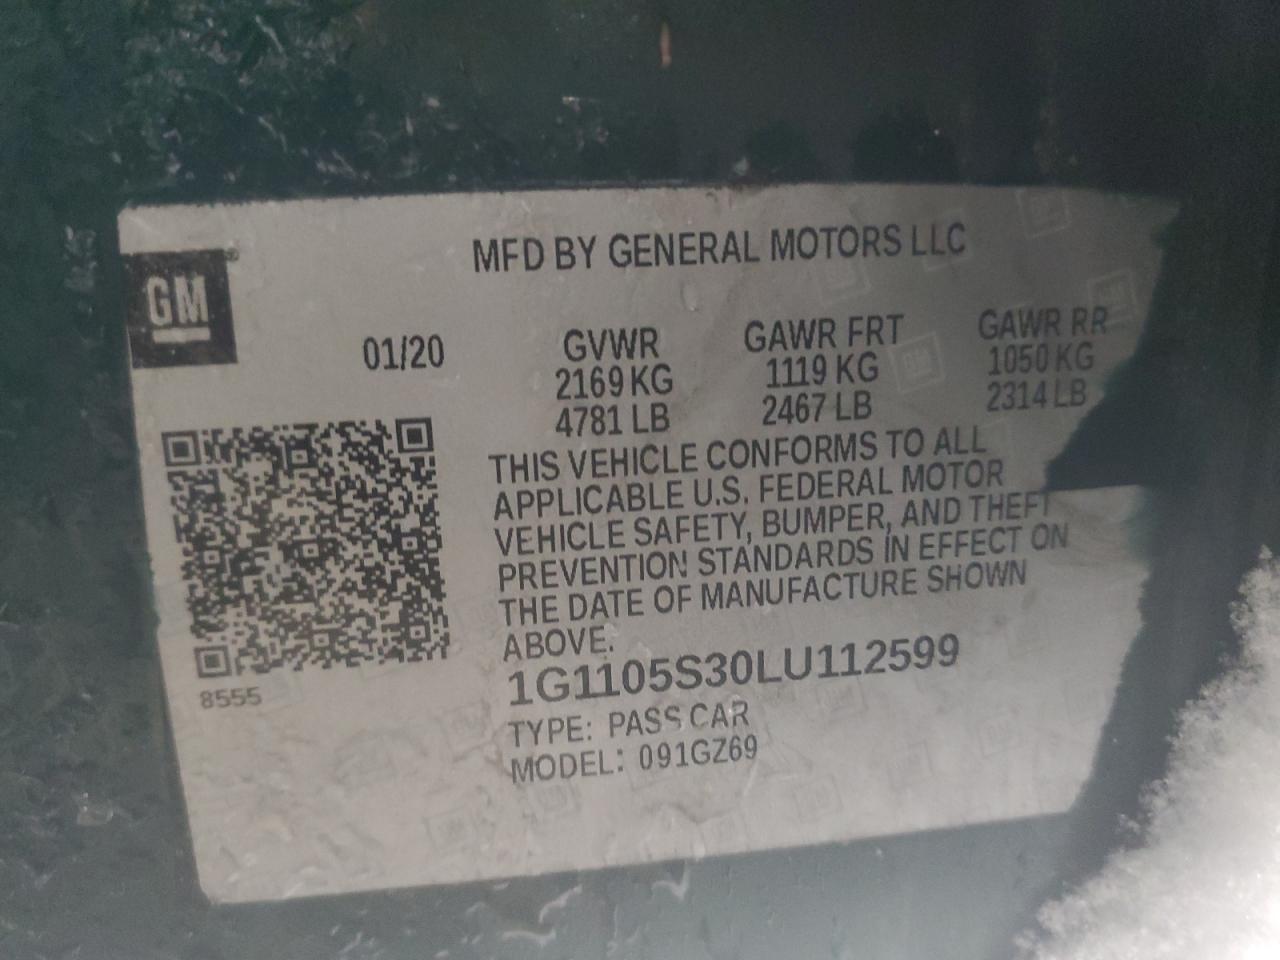 MFD BY GENERAL MOTORS LLC
GM
01/20
GVWR GAWR FRT GAWR RR
2169 KG 1119 KG 1050 KG
4781 LB 2467 LB 2314 LB
THIS VEHICLE CONFORMS TO ALL
APPLICABLE U.S. FEDERAL MOTOR
VEHICLE SAFETY, BUMPER, AND THEFT
PREVENTION STANDARDS IN EFFECT ON
THE DATE OF MANUFACTURE SHOWN
ABOVE.
8555
1G1105S30LU112599
TYPE: PASS CAR
MODEL: 091GZ69